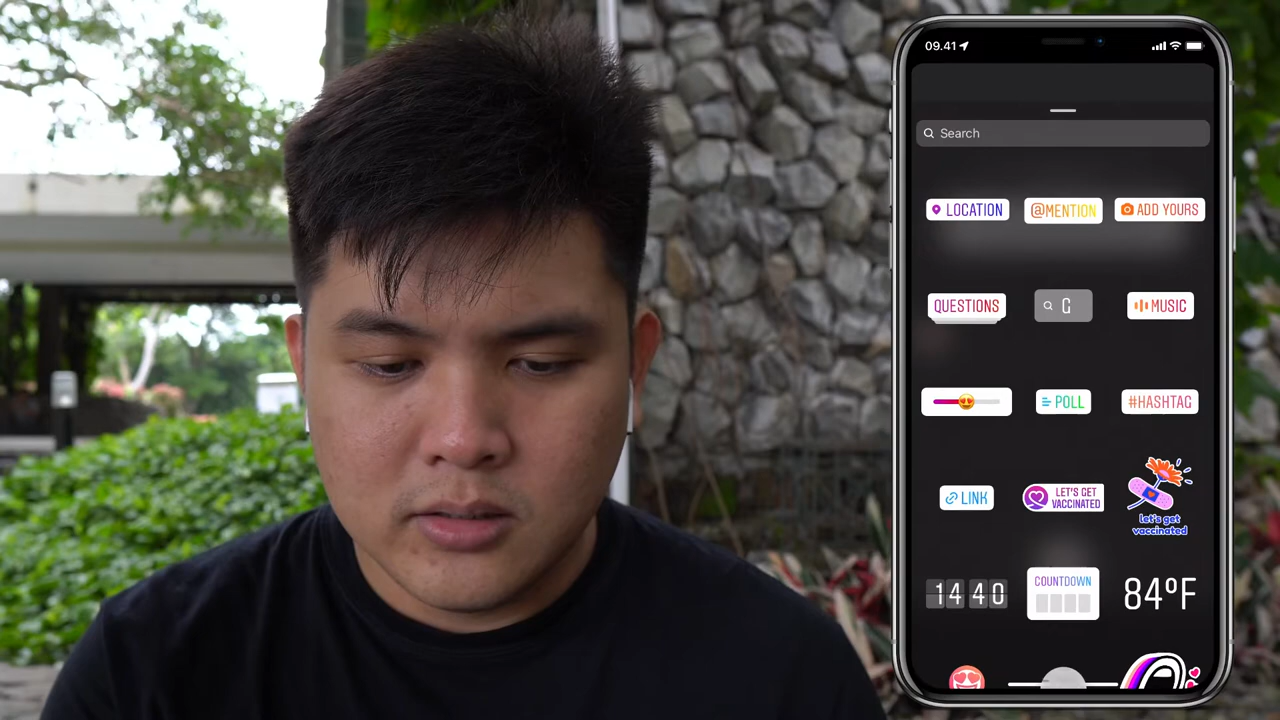 09.41
Search
LOCATION
@MENTION
ADD YOURS
QUESTIONS
G
MUSIC
POLL
#HASHTAG
LINK
LET'S GET
VACCINATED
let's get
vaccinated
14 40
COUNTDOWN
84°F